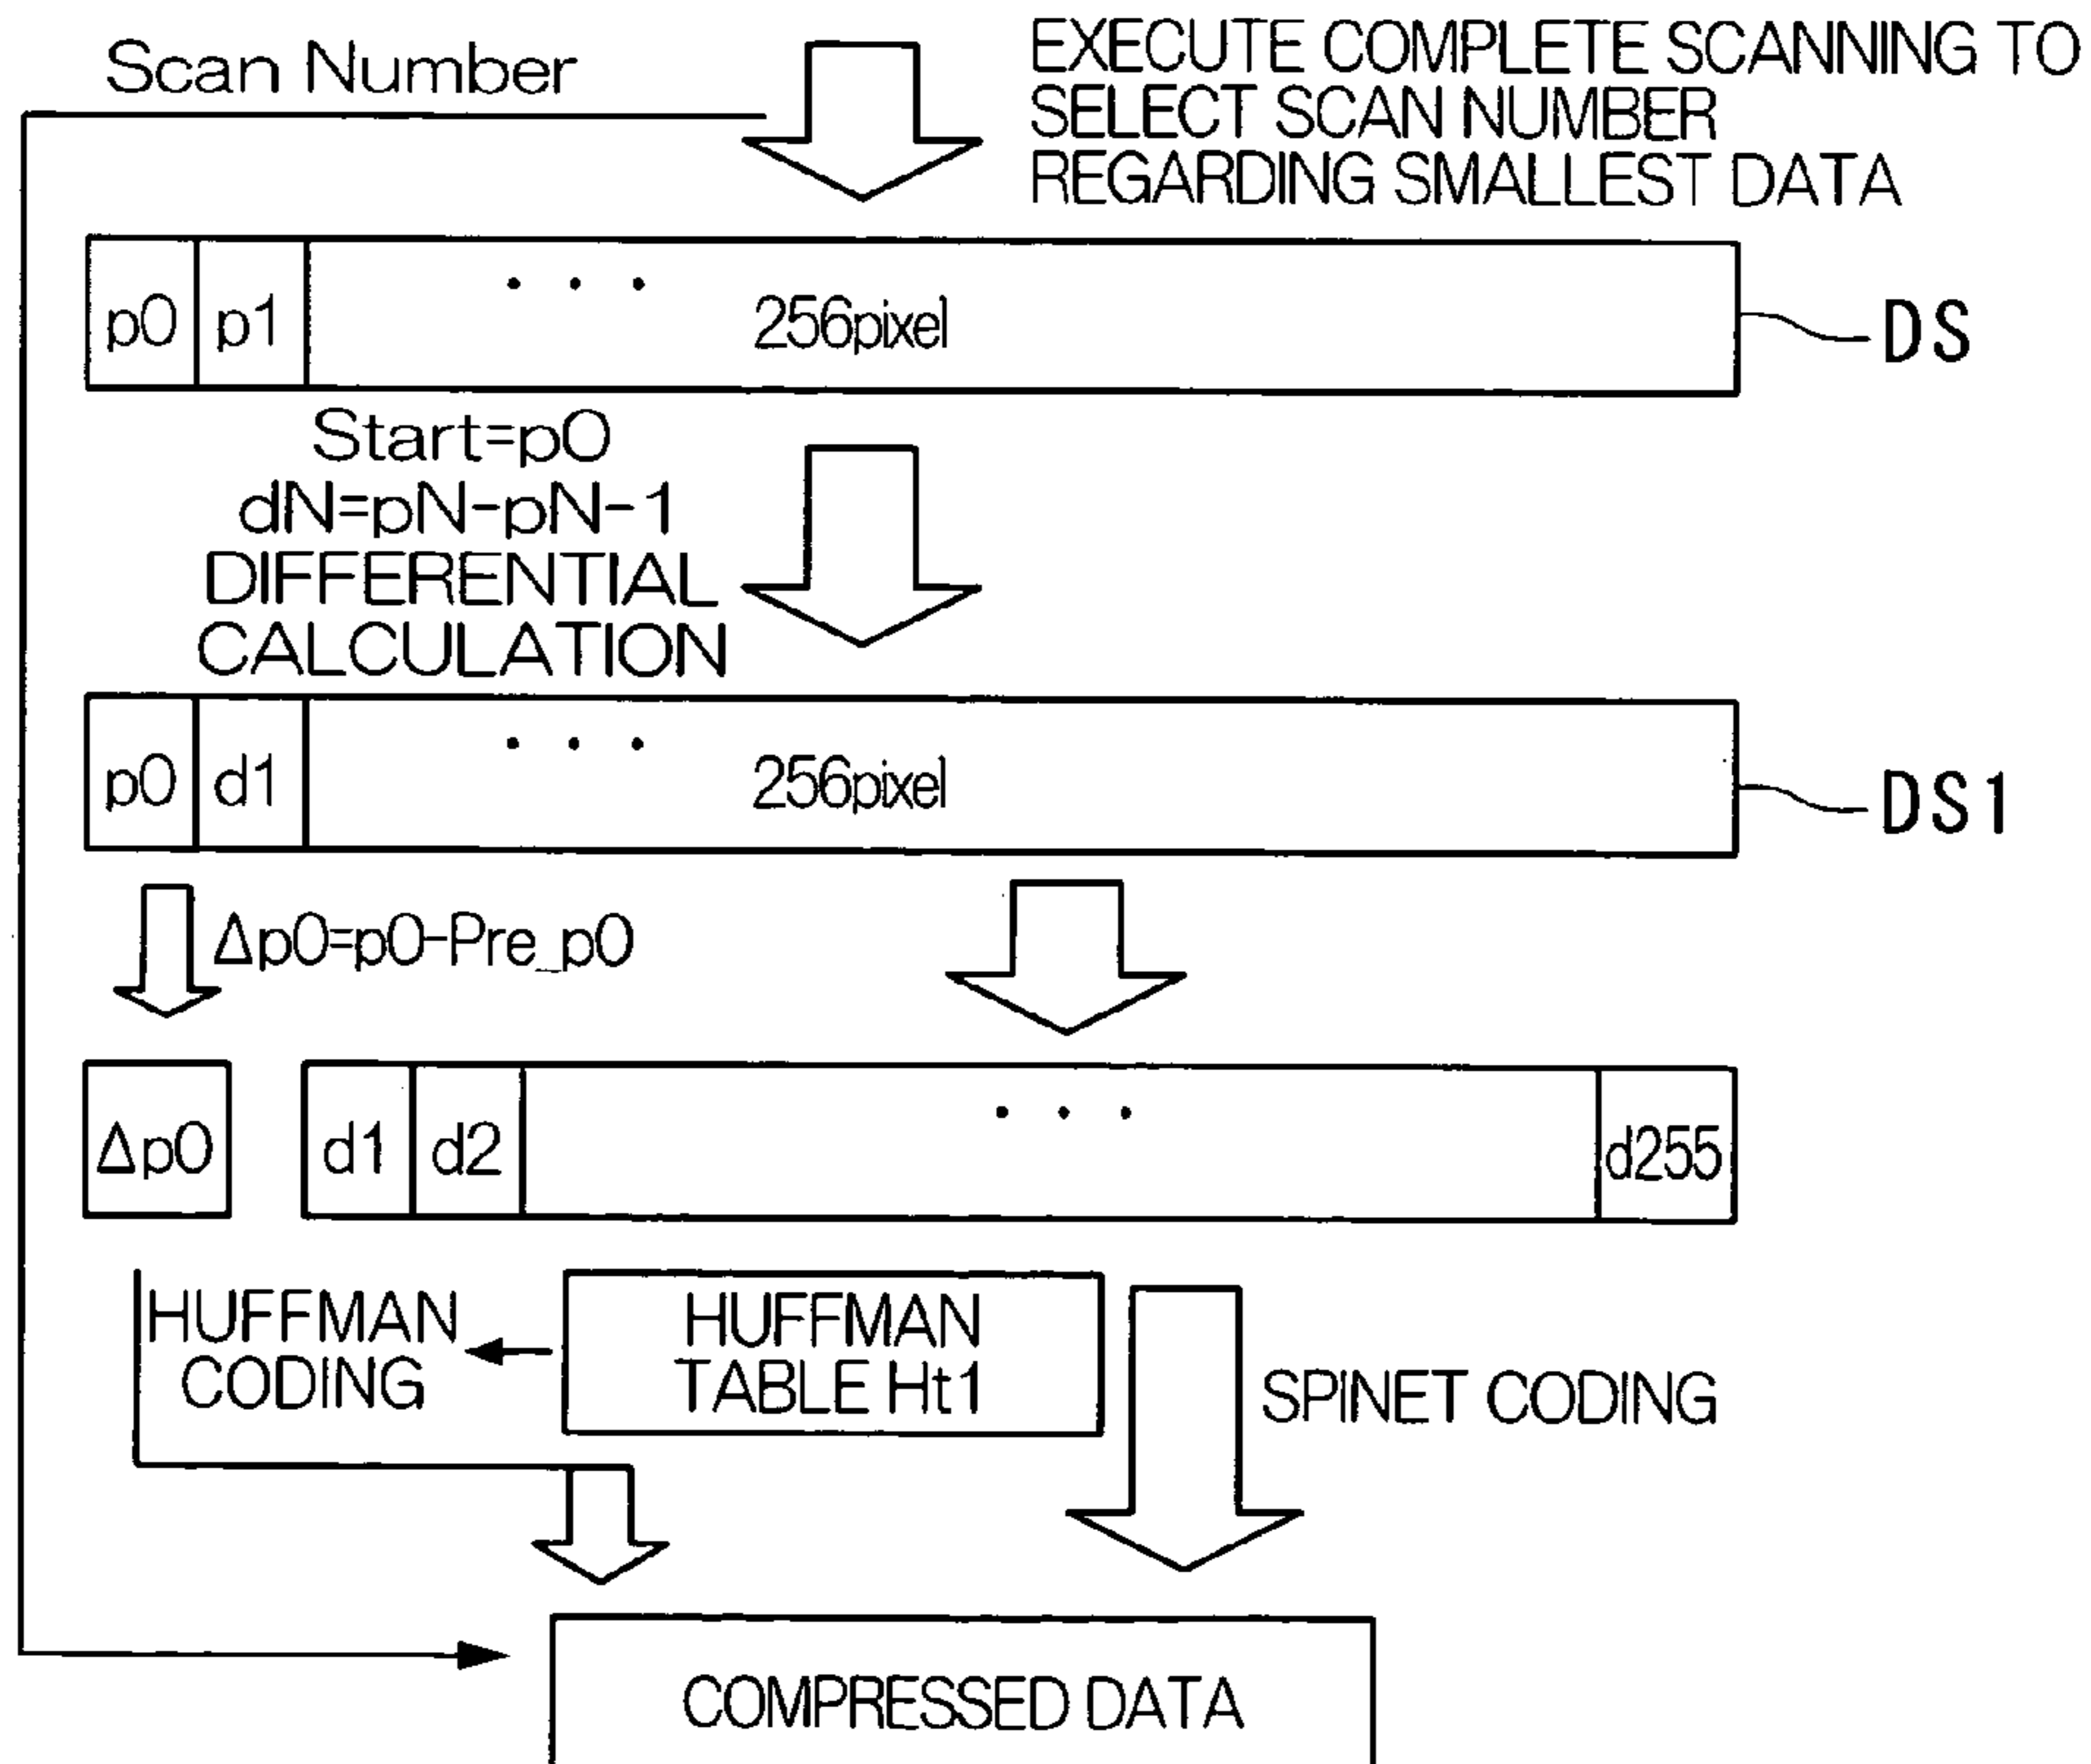 Scan Number
EXECUTE COMPLETE SCANNING TO
SELECT SCAN NUMBER
REGARDING SMALLEST DATA
p0 p1 • • • 256pixel DS
Start=p0
dN=pN-pN-1
DIFFERENTIAL
CALCULATION
p0 d1 • • • 256pixel DS1
Δp0=p0-Pre_p0
Δp0 d1 d2 • • • d255
HUFFMAN
CODING
HUFFMAN
TABLE Ht1
SPINET CODING
COMPRESSED DATA